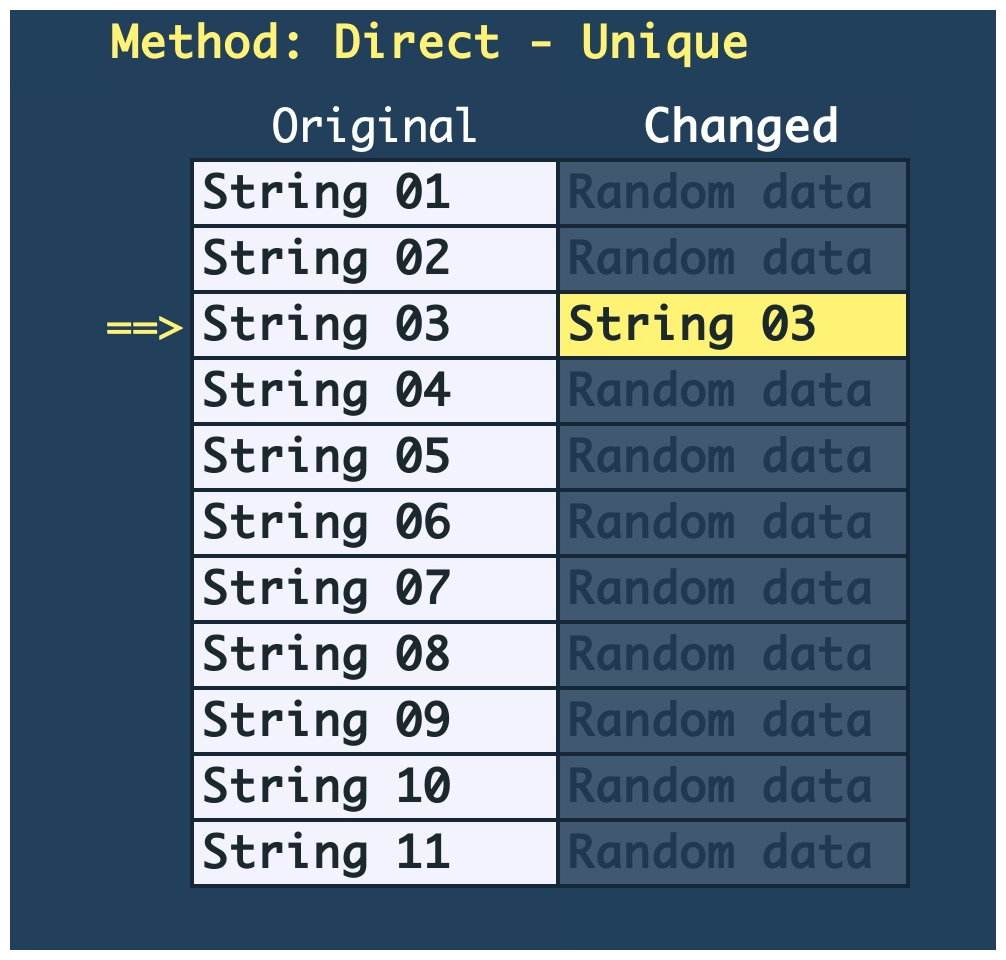 Method: Direct - Unique
Original Changed
String 01 Random data
String 02 Random data
==> String 03 String 03
String 04 Random data
String 05 Random data
String 06 Random data
String 07 Random data
String 08 Random data
String 09 Random data
String 10 Random data
String 11 Random data